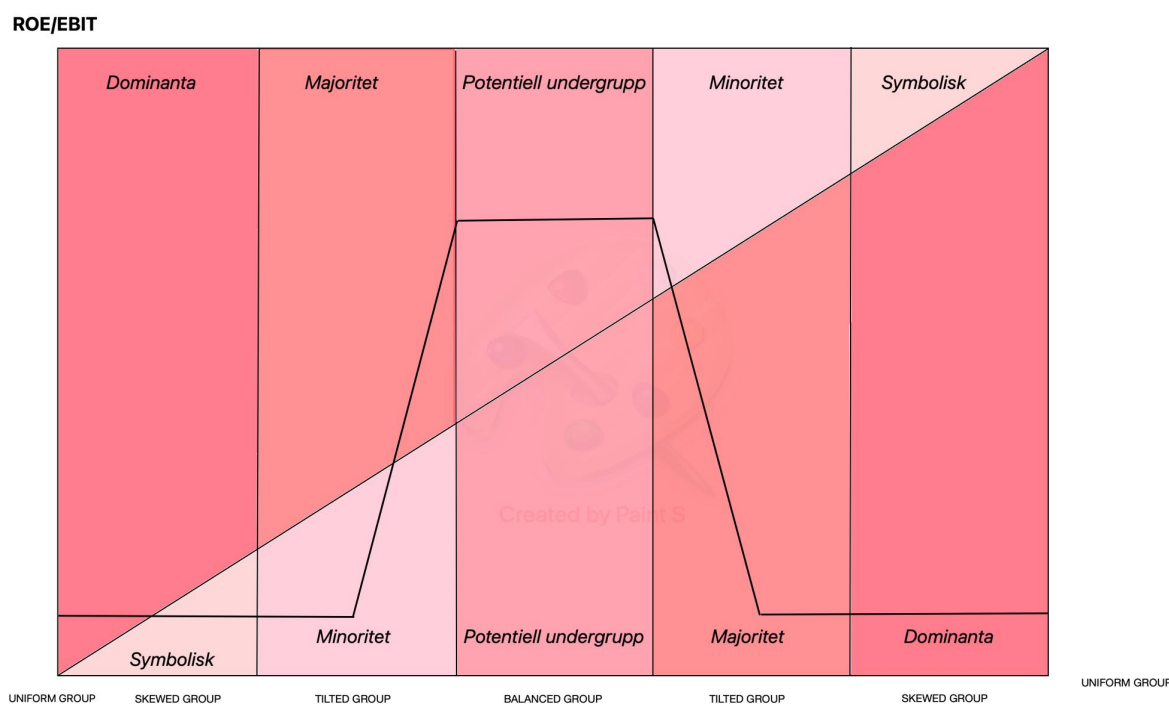 ROE/EBIT
Dominanta
Majoritet
Potentiell undergrupp
Minoritet
Symbolisk
Created by Paint S
Symbolisk
Minoritet
Potentiell undergrupp
Majoritet
Dominanta
UNIFORM GROUP
SKEWED GROUP
TILTED GROUP
BALANCED GROUP
TILTED GROUP
SKEWED GROUP
UNIFORM GROUP